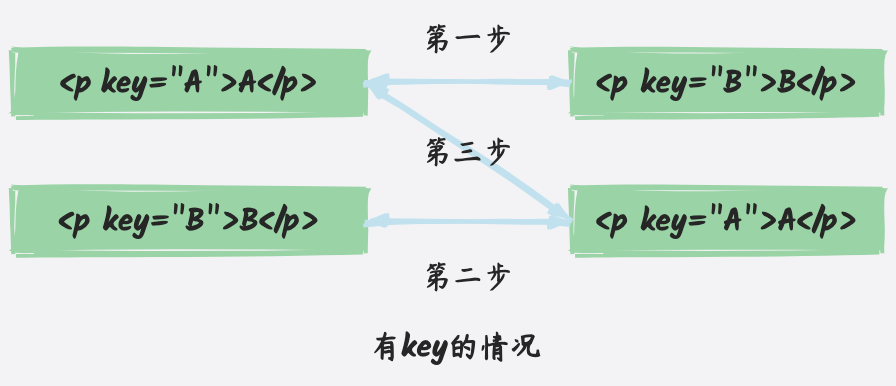 第一步
<p key="A">A</p>
<p key="B">B</p>
第三步
<p key="B">B</p>
<p key="A">A</p>
第二步
有key的情况